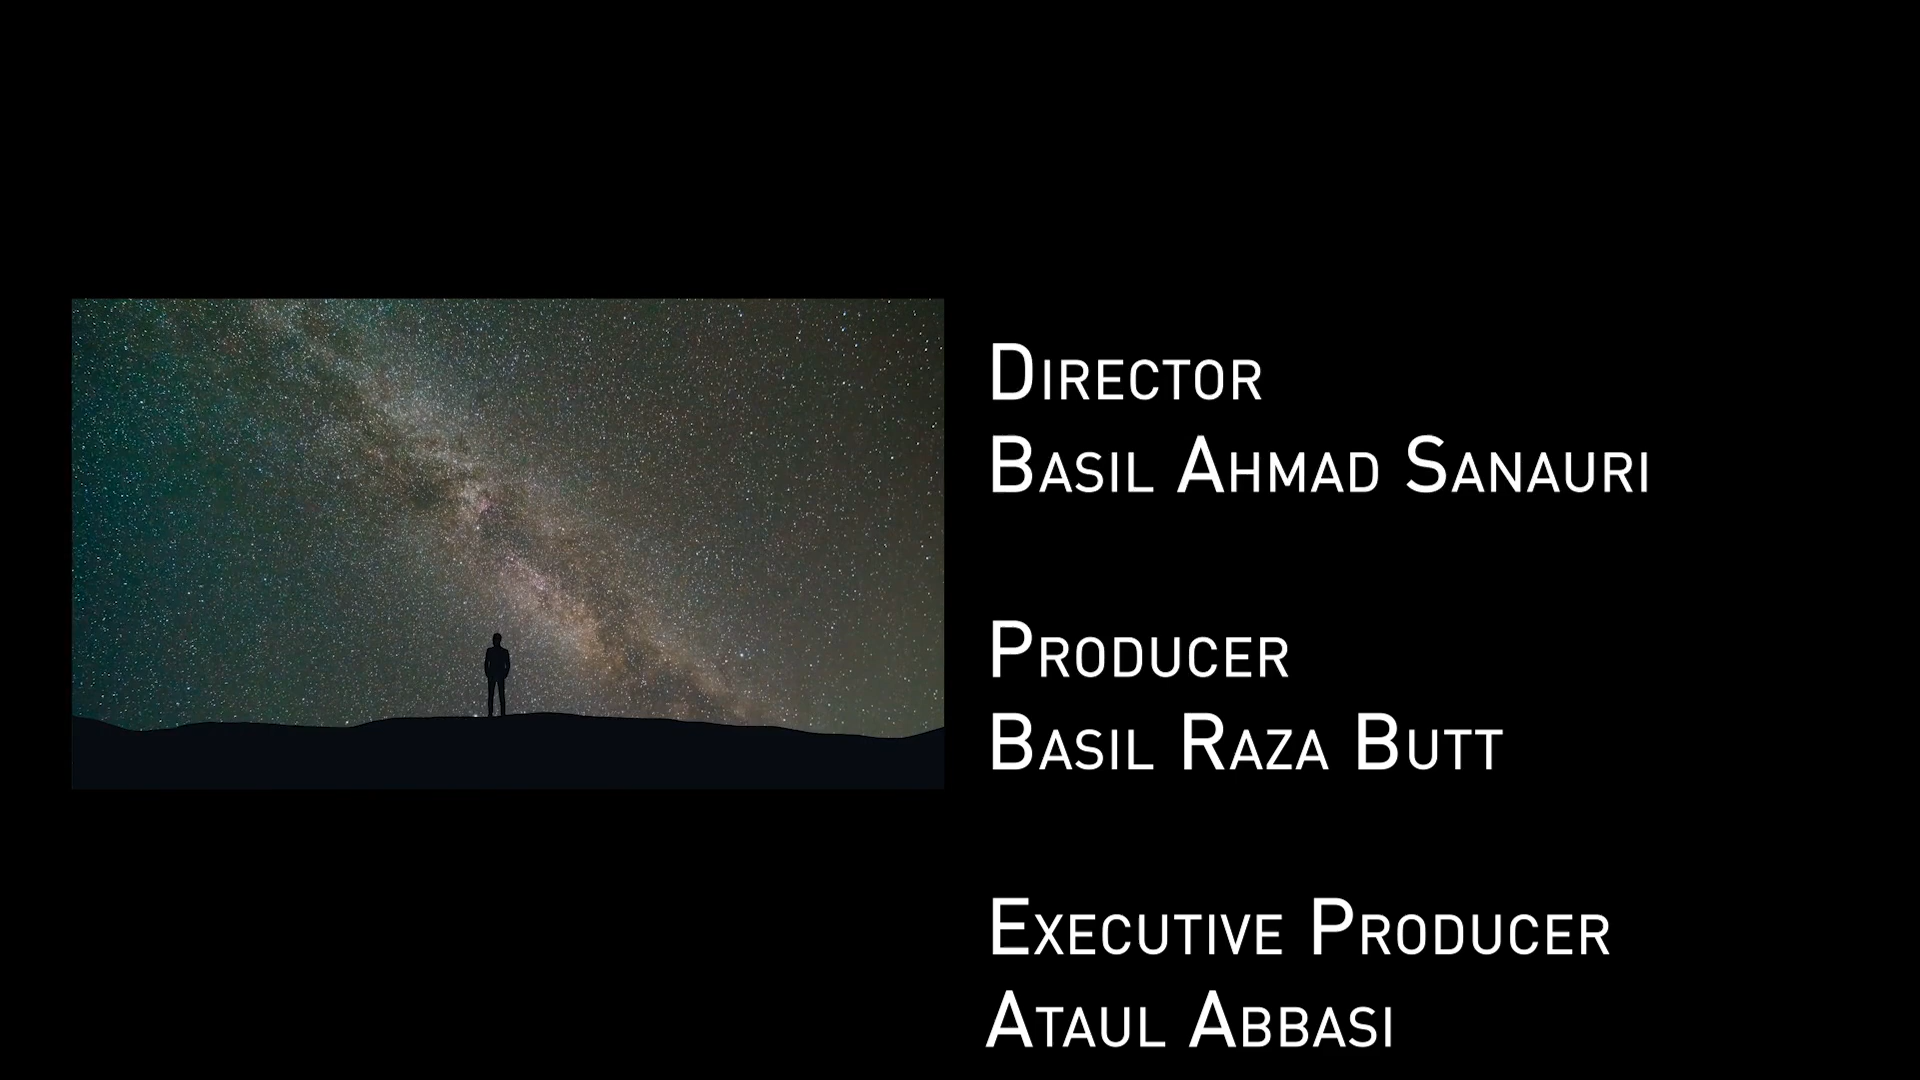 Director
Basil Ahmad Sanauri
Producer
Basil Raza Butt
Executive Producer
Ataul Abbasi